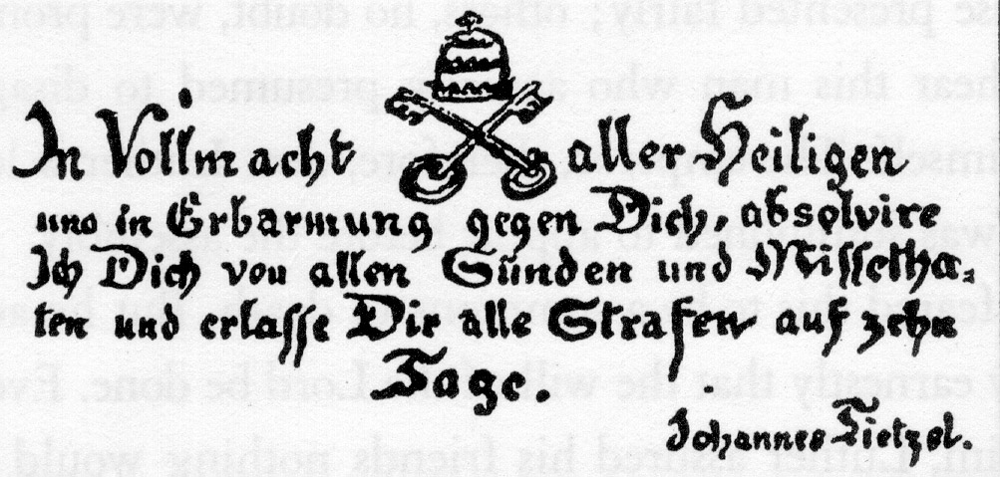 In Vollmacht aller Heiligen
und in Erbarmung gegen Dich, absolvire
Ich Dich von allen Sünden und Missetha-
ten und erlasse Dir alle Strafen auf zehn
Tage.
Johannes Tietzel.